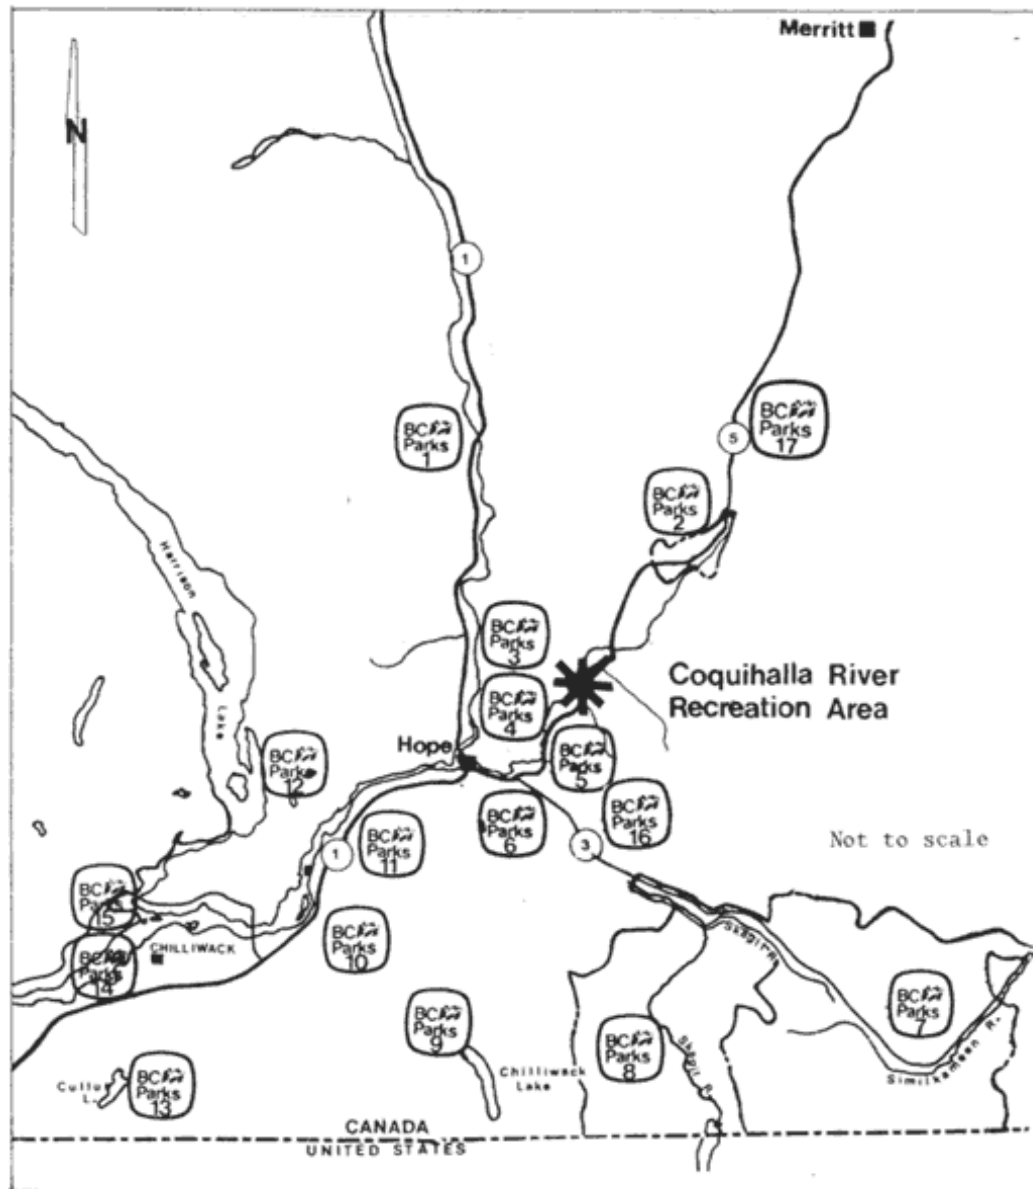 Merritt
N
1
BC
Parks
1
BC
Parks
17
5
BC
Parks
2
Harrison
Lake
BC
Parks
3
Coquihalla River
Recreation Area
BC
Parks
4
Hope
BC
Parks
5
BC
Parks
12
BC
Parks
16
BC
Parks
6
Not to scale
1
BC
Parks
11
3
BC
Parks
15
BC
Parks
10
CHILLIWACK
BC
Parks
14
Skagit R.
BC
Parks
7
BC
Parks
9
BC
Parks
8
Skagit R.
Similkameen R.
Chilliwack
Lake
Cultus
L.
BC
Parks
13
CANADA
UNITED STATES